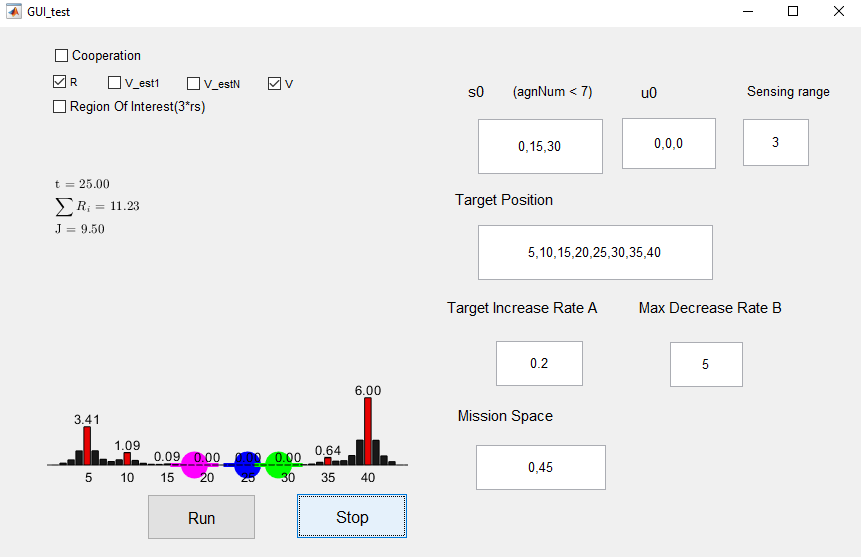 GUI_test
Cooperation
R V_est1 V_estN V
Region Of Interest(3*rs)
t = 25.00
∑ R_i = 11.23
J = 9.50
s0 (agnNum < 7) u0 Sensing range
0,15,30 0,0,0 3
Target Position
5,10,15,20,25,30,35,40
Target Increase Rate A Max Decrease Rate B
0.2 5
Mission Space
0,45
3.41 1.09 0.09 0.00 0.00 0.00 0.64 6.00
5 10 15 20 25 30 35 40
Run Stop